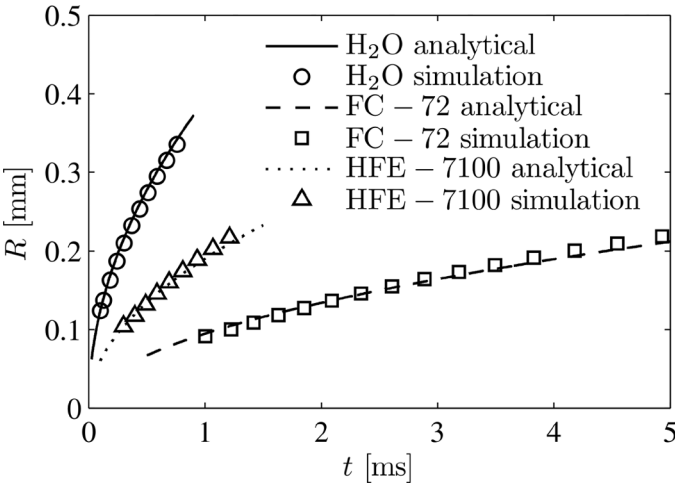 0.5
0.4
0.3
0.2
0.1
0
R [mm]
H₂O analytical
H₂O simulation
FC − 72 analytical
FC − 72 simulation
HFE − 7100 analytical
HFE − 7100 simulation
0 1 2 3 4 5
t [ms]